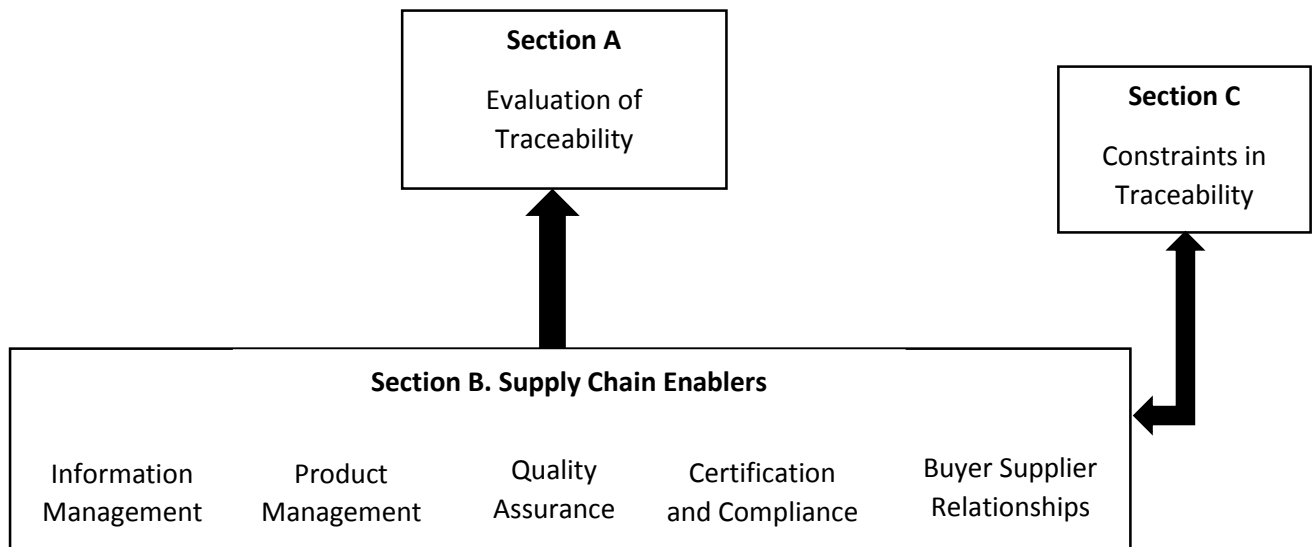 Section A
Evaluation of
Traceability
Section C
Constraints in
Traceability
Section B. Supply Chain Enablers
Information
Management
Product
Management
Quality
Assurance
Certification
and Compliance
Buyer Supplier
Relationships